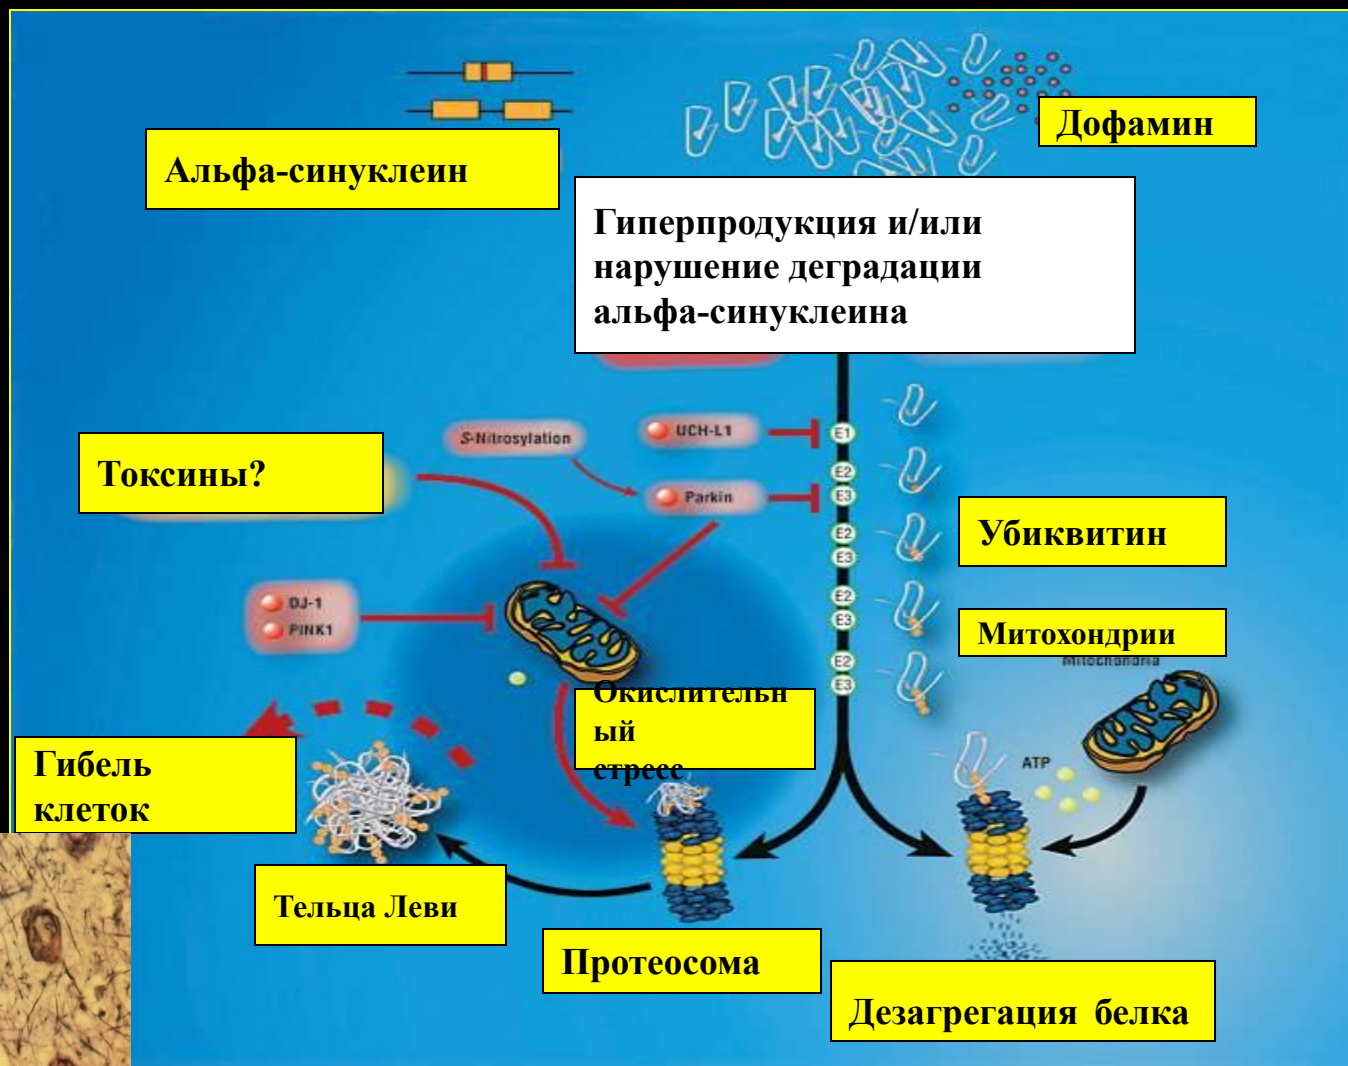 Дофамин
Альфа-синуклеин
Гиперпродукция и/или
нарушение деградации
альфа-синуклеина
S-Nitrosylation
UCH-L1
E1
Токсины?
Parkin
E2
E3
Убиквитин
E2
E3
DJ-1
PINK1
E2
E3
Митохондрии
Mitochondria
E2
E3
Окислительн
ый
стресс
Гибель
клеток
ATP
Тельца Леви
Протеосома
Дезагрегация белка